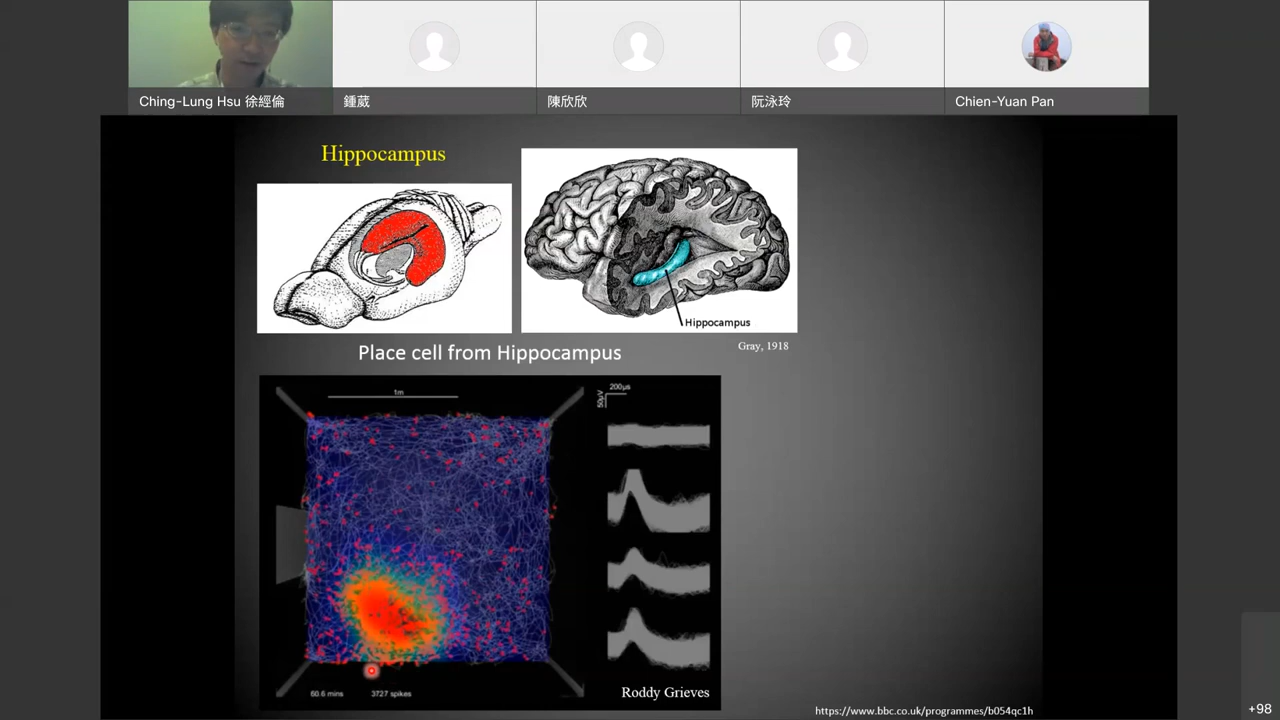 Ching-Lung Hsu 徐經倫
鍾葳
陳欣欣
阮泳玲
Chien-Yuan Pan
Hippocampus
Hippocampus
Gray, 1918
Place cell from Hippocampus
1m
200µs
50µV
60.6 mins
3727 spikes
Roddy Grieves
https://www.bbc.co.uk/programmes/b054qc1h
+98